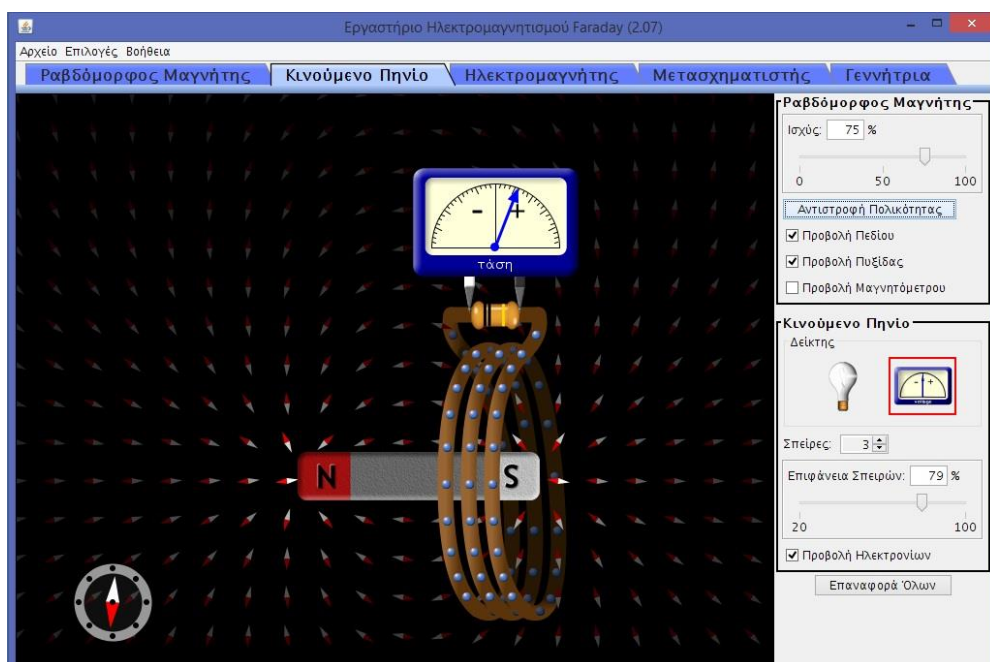 Εργαστήριο Ηλεκτρομαγνητισμού Faraday (2.07)
Αρχείο Επιλογές Βοήθεια
Ραβδόμορφος Μαγνήτης Κινούμενο Πηνίο Ηλεκτρομαγνήτης Μετασχηματιστής Γεννήτρια
Ραβδόμορφος Μαγνήτης
Ισχύς: 75 %
0 50 100
Αντιστροφή Πολικότητας
Προβολή Πεδίου
Προβολή Πυξίδας
Προβολή Μαγνητόμετρου
- +
τάση
N S
Κινούμενο Πηνίο
Δείκτης
- +
voltage
Σπείρες: 3
Επιφάνεια Σπειρών: 79 %
20 100
Προβολή Ηλεκτρονίων
Επαναφορά Όλων